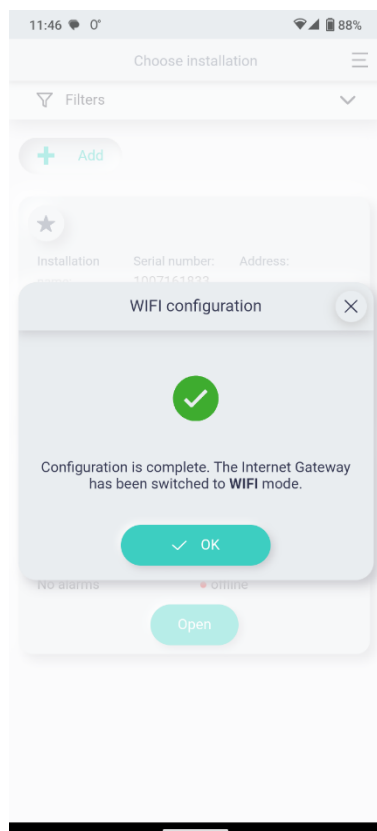 11:46 0°
88%
Choose installation
Filters
Add
Installation Serial number: Address:
1007161832
WIFI configuration
Configuration is complete. The Internet Gateway
has been switched to WIFI mode.
OK
No alarms offline
Open